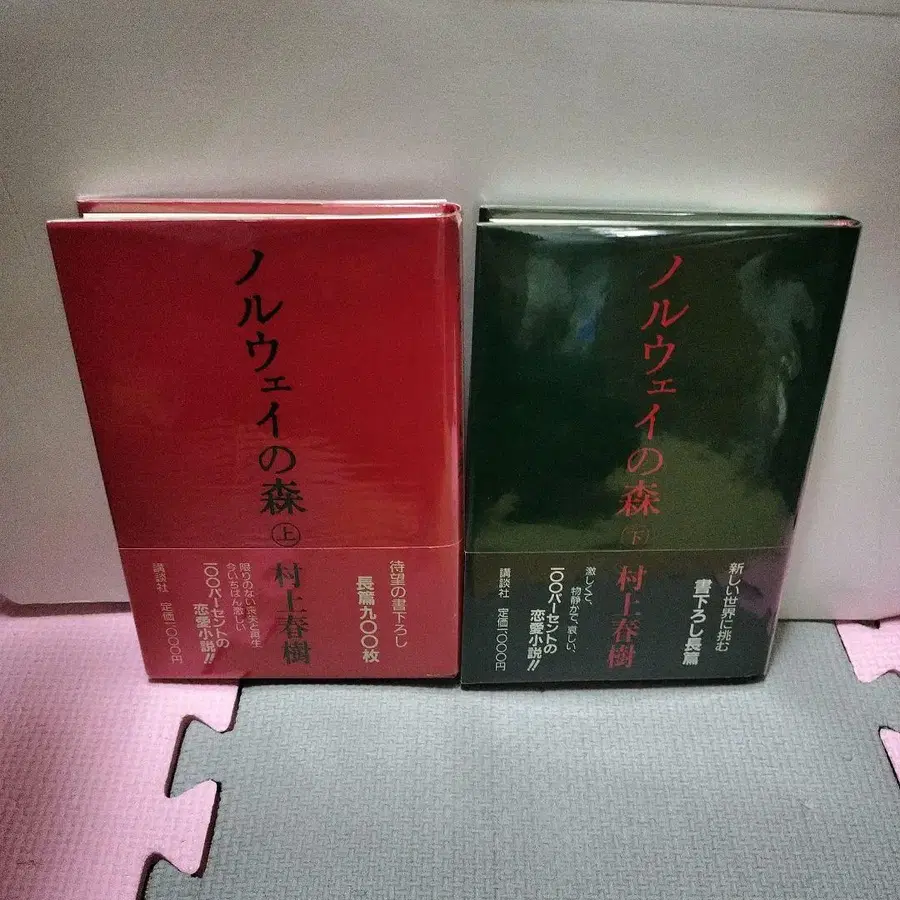 ノルウェイの森 上
村上春樹
待望の書下ろし
長篇九〇〇枚
限りのない喪失と再生
今いちばん激しい
一〇〇パーセントの
恋愛小説!!
講談社 定価一〇〇〇円
ノルウェイの森 下
村上春樹
新しい世界に挑む
書下ろし長篇
激しくて、
物静かで、哀しい、
一〇〇パーセントの
恋愛小説!!
講談社 定価一〇〇〇円